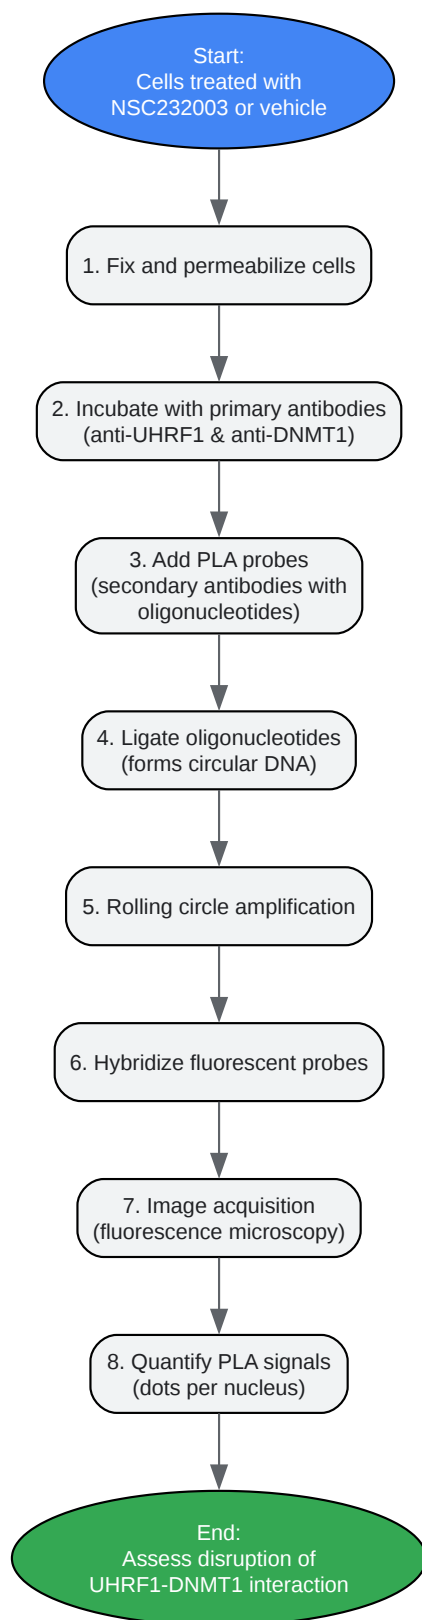 Start:
Cells treated with
NSC232003 or vehicle
1. Fix and permeabilize cells
2. Incubate with primary antibodies
(anti-UHRF1 & anti-DNMT1)
3. Add PLA probes
(secondary antibodies with
oligonucleotides)
4. Ligate oligonucleotides
(forms circular DNA)
5. Rolling circle amplification
6. Hybridize fluorescent probes
7. Image acquisition
(fluorescence microscopy)
8. Quantify PLA signals
(dots per nucleus)
End:
Assess disruption of
UHRF1-DNMT1 interaction